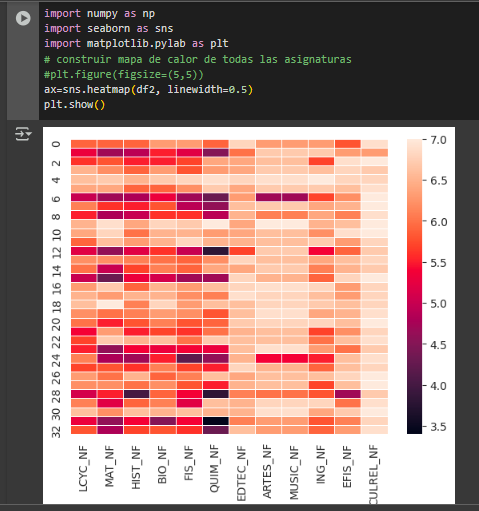 import numpy as np
import seaborn as sns
import matplotlib.pylab as plt
# construir mapa de calor de todas las asignaturas
#plt.figure(figsize=(5,5))
ax=sns.heatmap(df2, linewidth=0.5)
plt.show()
0
2
4
6
8
10
12
14
16
18
20
22
24
26
28
30
32
7.0
6.5
6.0
5.5
5.0
4.5
4.0
3.5
LCYC_NF
MAT_NF
HIST_NF
BIO_NF
FIS_NF
QUIM_NF
EDTEC_NF
ARTES_NF
MUSIC_NF
ING_NF
EFIS_NF
CULREL_NF